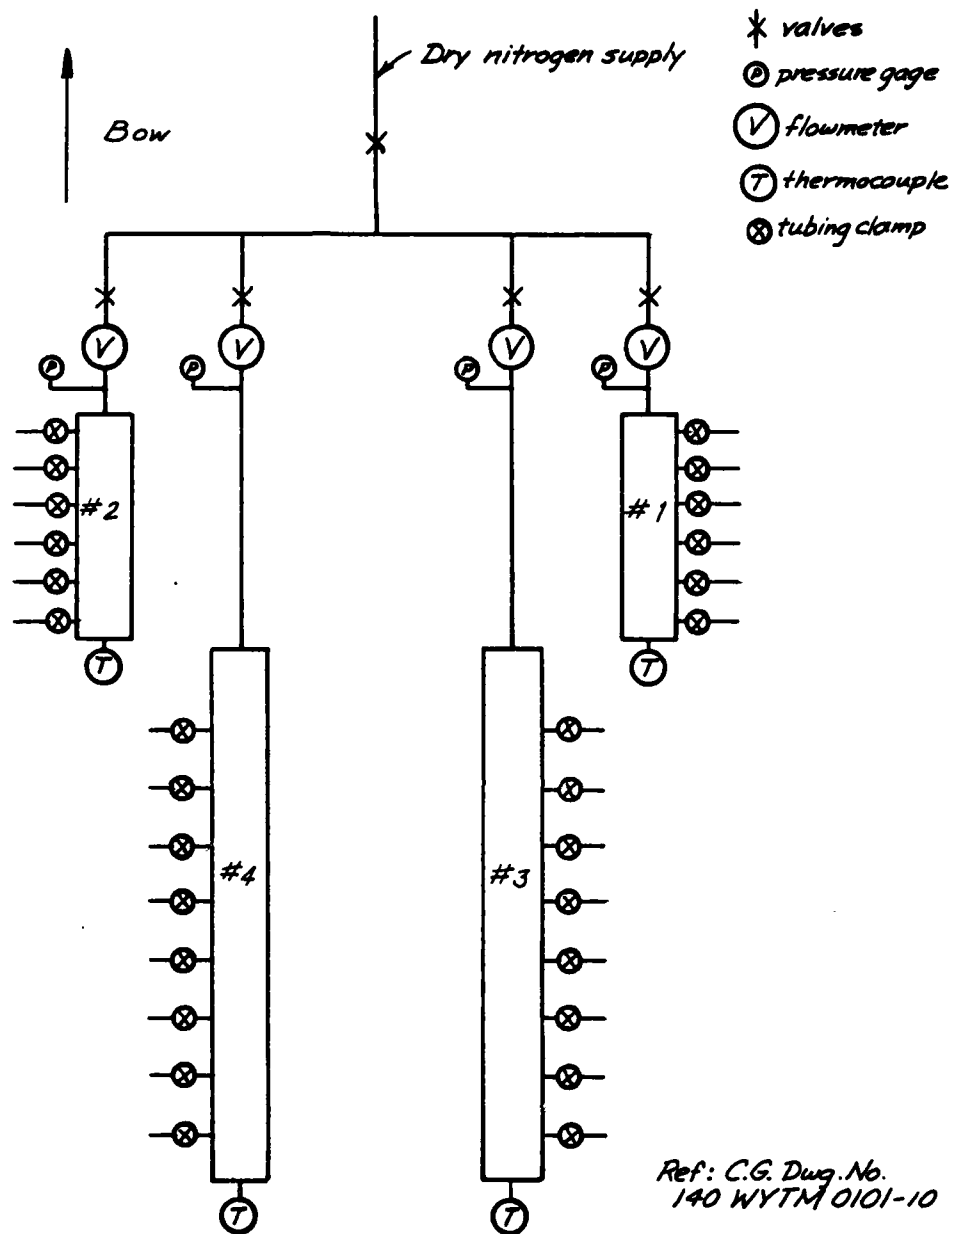 valves
Dry nitrogen supply
P pressure gage
Bow
V flowmeter
T thermocouple
tubing clamp
V V V V
P P P P
#2 #1
T T
#4 #3
T T
Ref: C.G. Dwg. No.
140 WYTM 0101-10